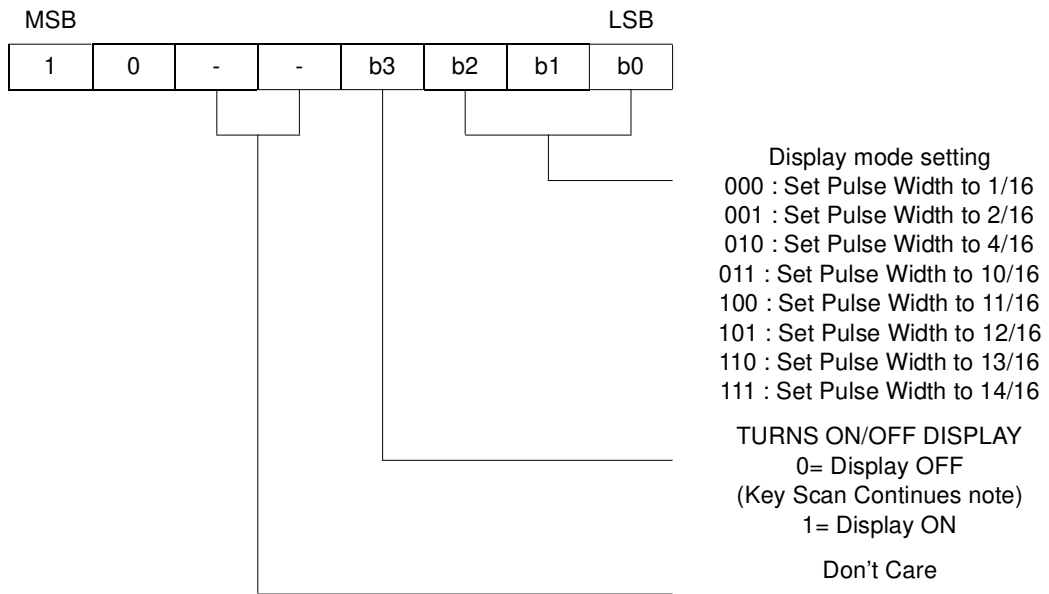 MSB LSB
1 0 - - b3 b2 b1 b0
Display mode setting
000 : Set Pulse Width to 1/16
001 : Set Pulse Width to 2/16
010 : Set Pulse Width to 4/16
011 : Set Pulse Width to 10/16
100 : Set Pulse Width to 11/16
101 : Set Pulse Width to 12/16
110 : Set Pulse Width to 13/16
111 : Set Pulse Width to 14/16
TURNS ON/OFF DISPLAY
0= Display OFF
(Key Scan Continues note)
1= Display ON
Don't Care